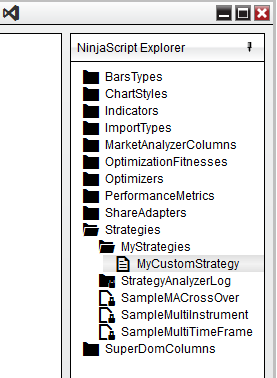 NinjaScript Explorer
BarsTypes
ChartStyles
Indicators
ImportTypes
MarketAnalyzerColumns
OptimizationFitnesses
Optimizers
PerformanceMetrics
ShareAdapters
Strategies
MyStrategies
MyCustomStrategy
StrategyAnalyzerLog
SampleMACrossOver
SampleMultiInstrument
SampleMultiTimeFrame
SuperDomColumns